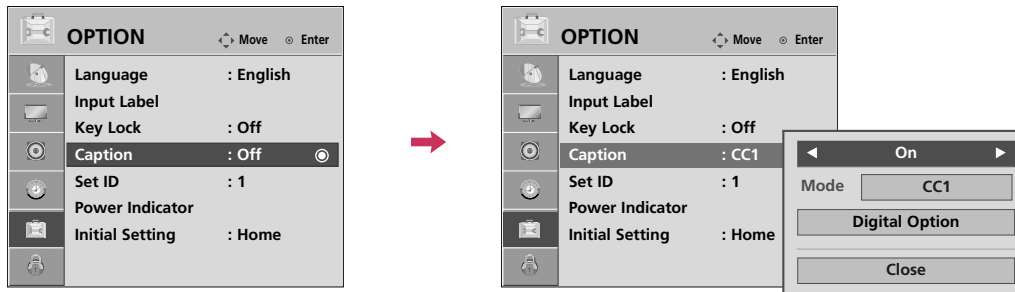 OPTION Move Enter
Language : English
Input Label
Key Lock : Off
Caption : Off
Set ID : 1
Power Indicator
Initial Setting : Home
OPTION Move Enter
Language : English
Input Label
Key Lock : Off
Caption : CC1
Set ID : 1
Power Indicator
Initial Setting : Home
On
Mode CC1
Digital Option
Close